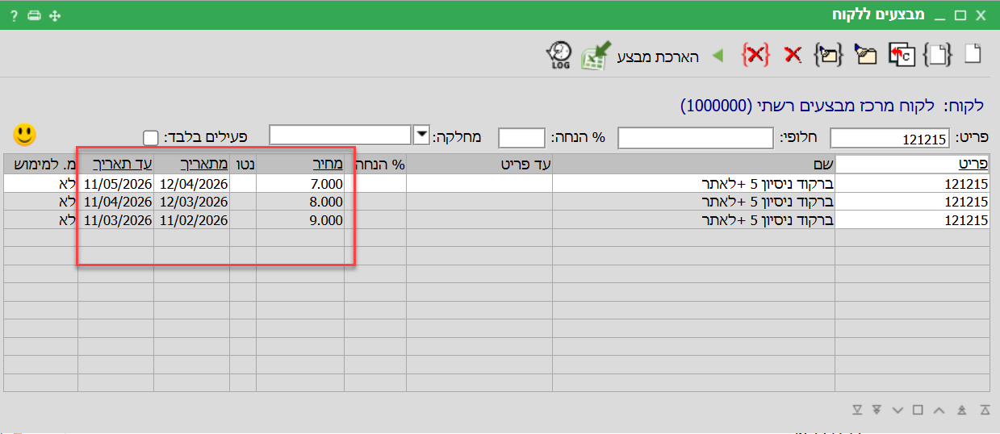 מבצעים ללקוח
הארכת מבצע
LOG
לקוח: לקוח מרכז מבצעים רשתי (1000000)
פריט: 121215 חלופי: % הנחה: מחלקה: פעילים בלבד:
פריט שם עד פריט % הנחה מחיר נטו מתאריך עד תאריך מ. למימוש
121215 ברקוד ניסיון 5 +לאתר 7.000 12/04/2026 11/05/2026 לא
121215 ברקוד ניסיון 5 +לאתר 8.000 12/03/2026 11/04/2026 לא
121215 ברקוד ניסיון 5 +לאתר 9.000 11/02/2026 11/03/2026 לא